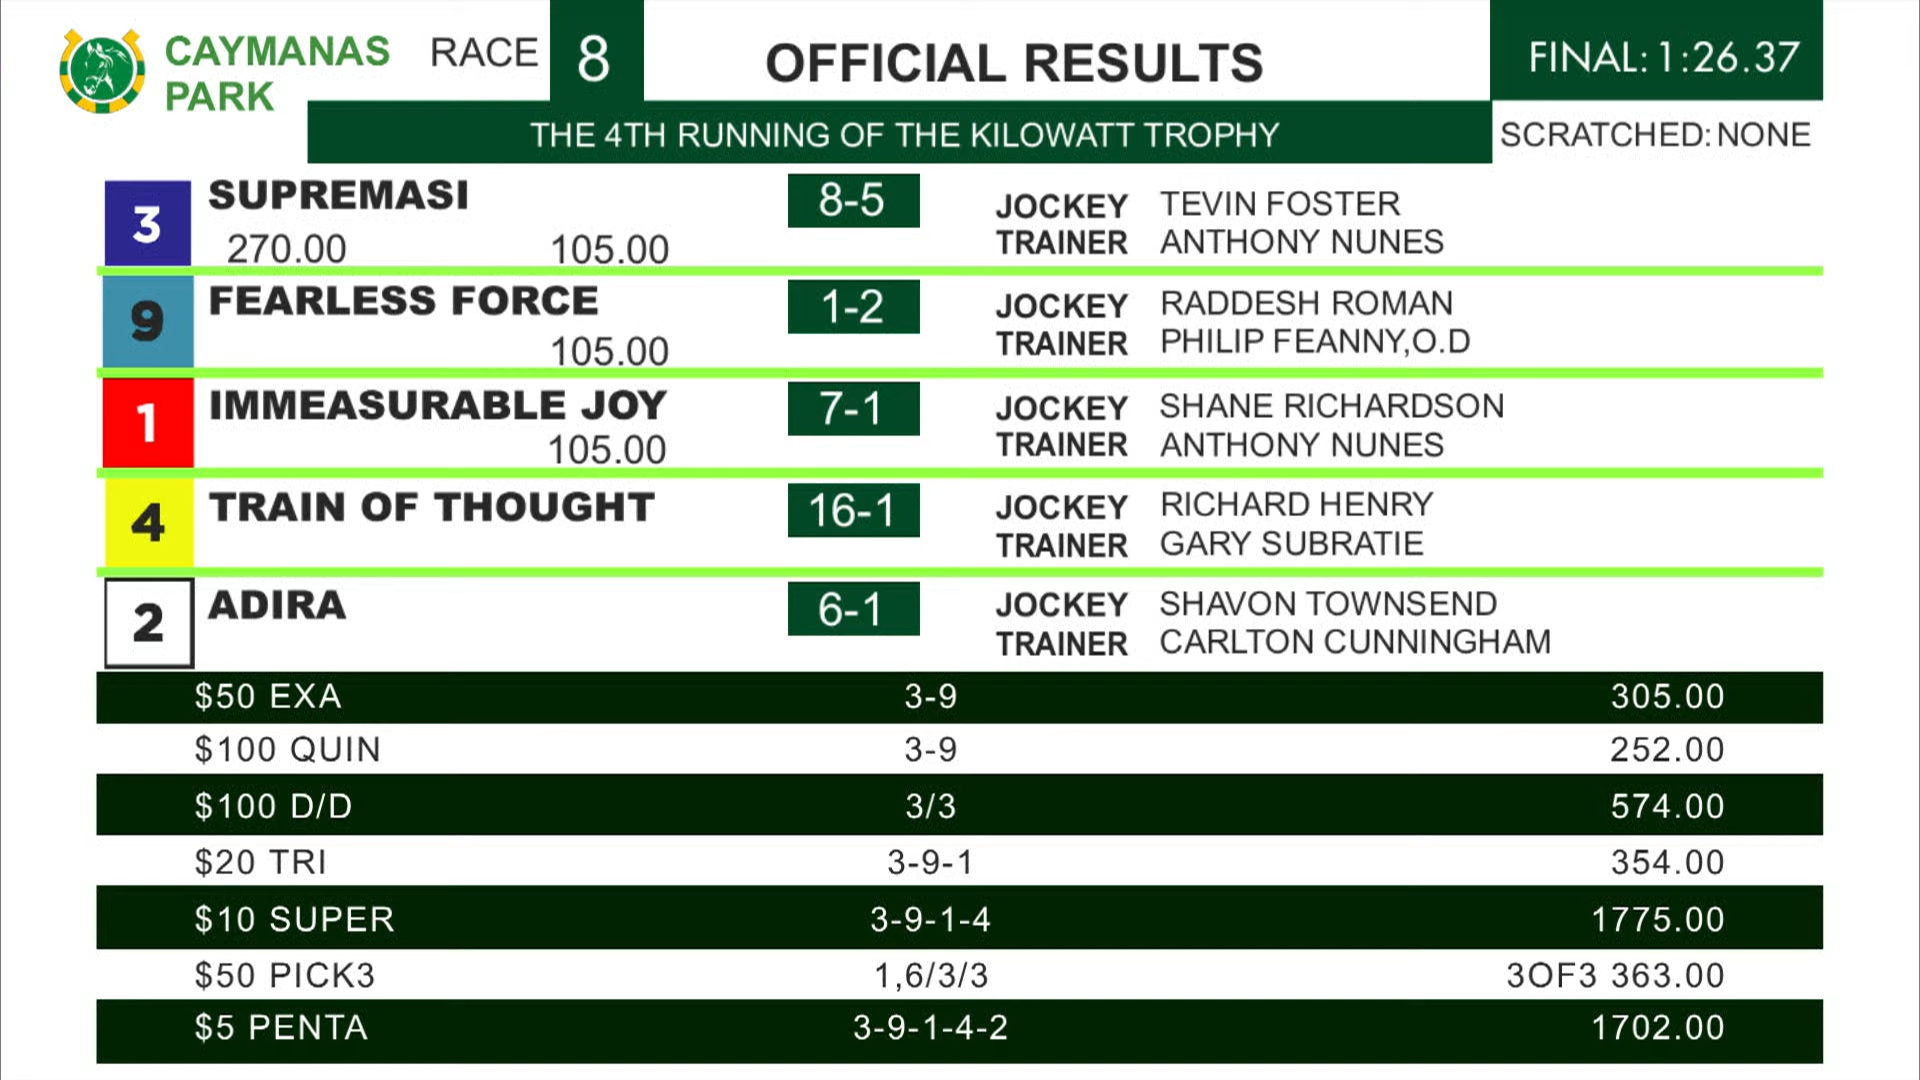 CAYMANAS PARK
RACE 8
OFFICIAL RESULTS
FINAL: 1:26.37
THE 4TH RUNNING OF THE KILOWATT TROPHY
SCRATCHED: NONE
3 SUPREMASI 8-5 JOCKEY TEVIN FOSTER
270.00 105.00 TRAINER ANTHONY NUNES
9 FEARLESS FORCE 1-2 JOCKEY RADDESH ROMAN
105.00 TRAINER PHILIP FEANNY,O.D
1 IMMEASURABLE JOY 7-1 JOCKEY SHANE RICHARDSON
105.00 TRAINER ANTHONY NUNES
4 TRAIN OF THOUGHT 16-1 JOCKEY RICHARD HENRY
TRAINER GARY SUBRATIE
2 ADIRA 6-1 JOCKEY SHAVON TOWNSEND
TRAINER CARLTON CUNNINGHAM
$50 EXA 3-9 305.00
$100 QUIN 3-9 252.00
$100 D/D 3/3 574.00
$20 TRI 3-9-1 354.00
$10 SUPER 3-9-1-4 1775.00
$50 PICK3 1,6/3/3 3OF3 363.00
$5 PENTA 3-9-1-4-2 1702.00